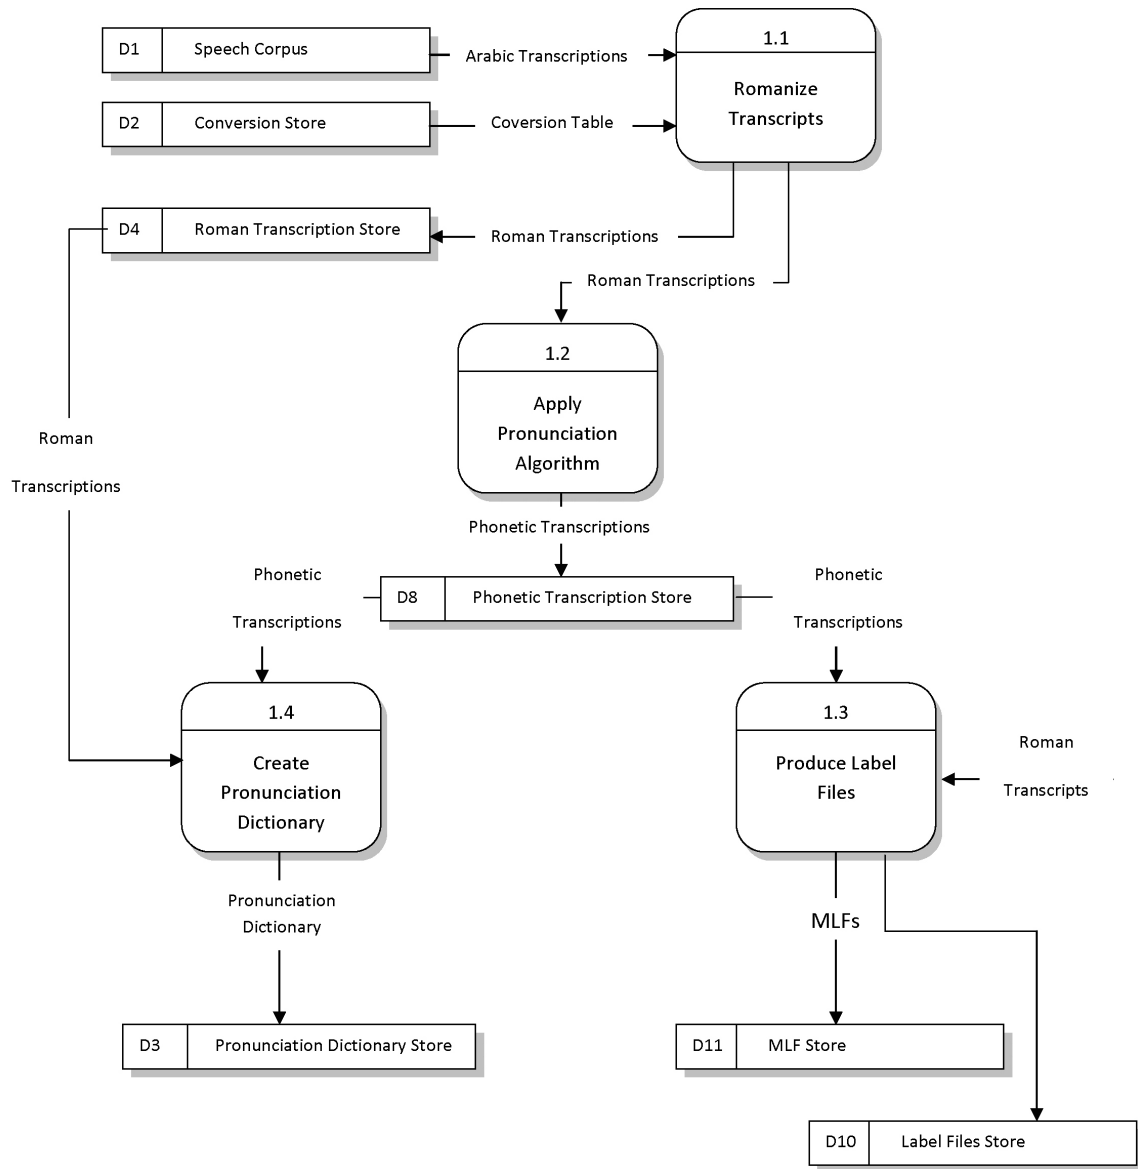 D1 Speech Corpus
Arabic Transcriptions
1.1
Romanize
Transcripts
D2 Conversion Store
Coversion Table
D4 Roman Transcription Store
Roman Transcriptions
Roman Transcriptions
1.2
Apply
Pronunciation
Algorithm
Roman
Transcriptions
Phonetic Transcriptions
Phonetic
Transcriptions
D8 Phonetic Transcription Store
Phonetic
Transcriptions
1.4
Create
Pronunciation
Dictionary
1.3
Produce Label
Files
Roman
Transcripts
Pronunciation
Dictionary
MLFs
D3 Pronunciation Dictionary Store
D11 MLF Store
D10 Label Files Store